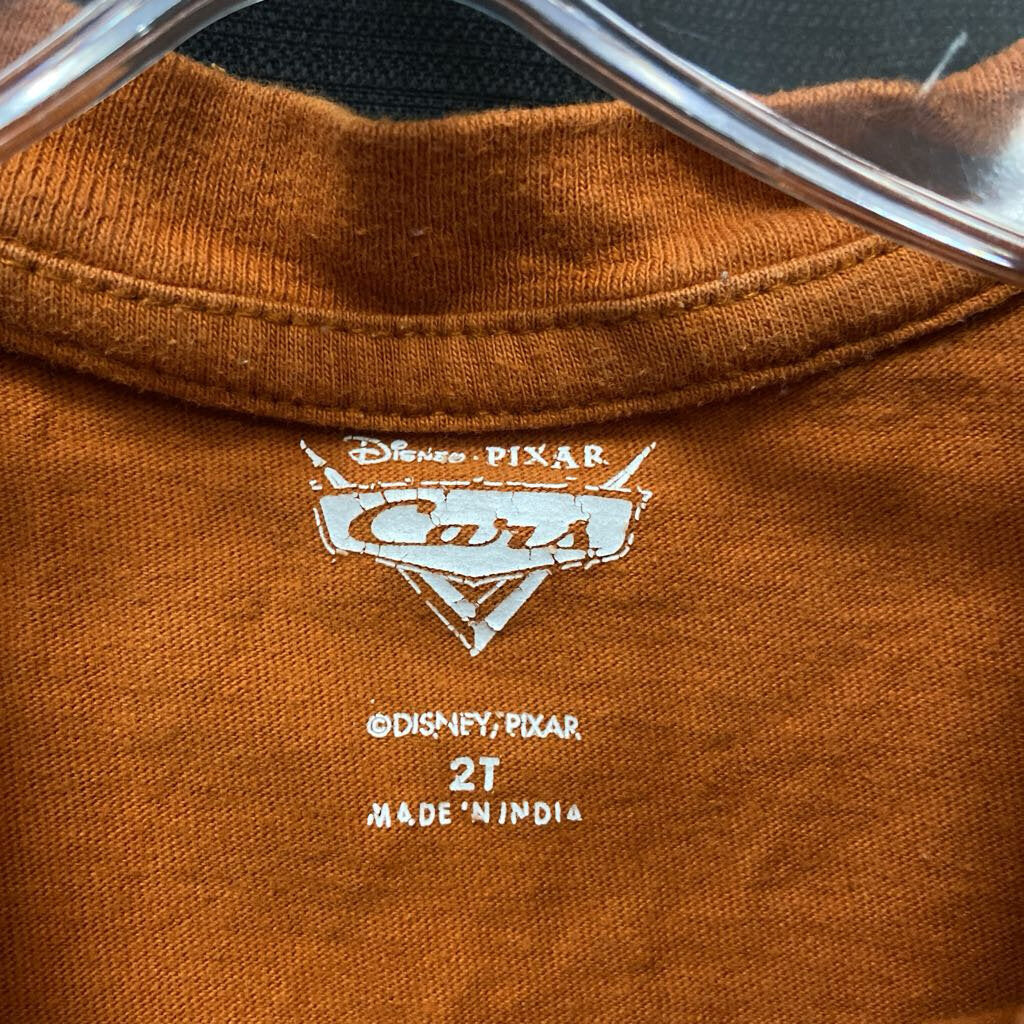 Disney · PIXAR
Cars
©DISNEY/PIXAR
2T
MADE IN INDIA